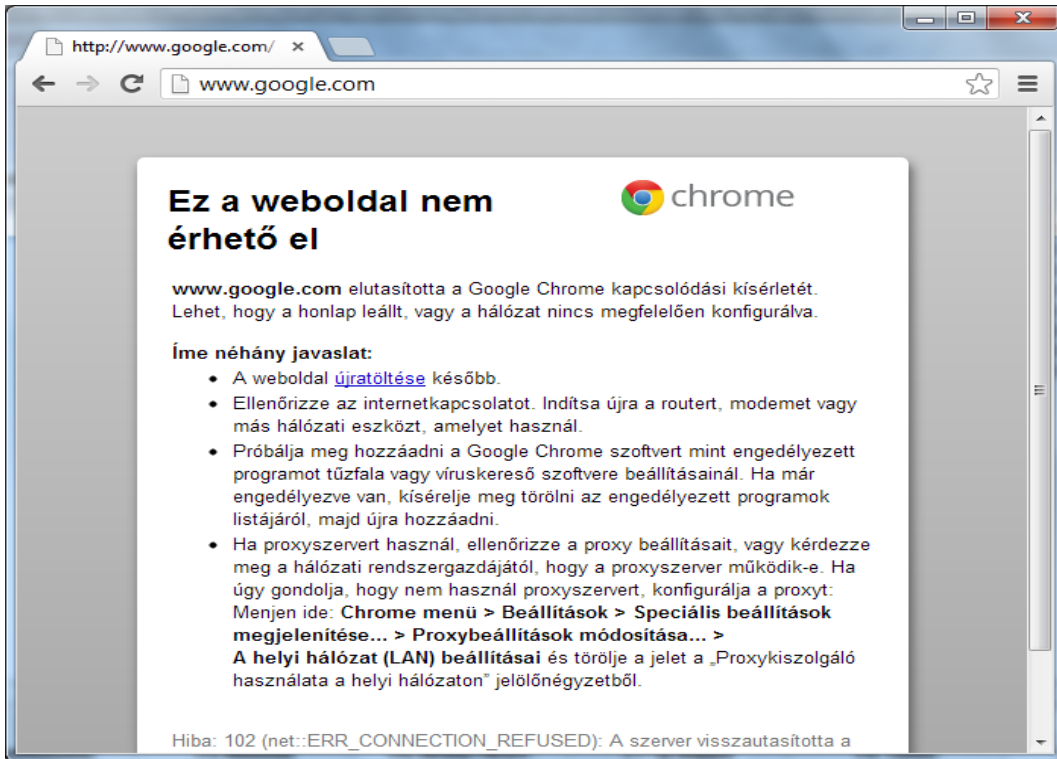 http://www.google.com/
www.google.com
Ez a weboldal nem
érhető el
chrome
www.google.com elutasította a Google Chrome kapcsolódási kísérletét.
Lehet, hogy a honlap leállt, vagy a hálózat nincs megfelelően konfigurálva.
Íme néhány javaslat:
• A weboldal újratöltése később.
• Ellenőrizze az internetkapcsolatot. Indítsa újra a routert, modemet vagy
más hálózati eszközt, amelyet használ.
• Próbálja meg hozzáadni a Google Chrome szoftvert mint engedélyezett
programot tűzfala vagy víruskereső szoftvere beállításainál. Ha már
engedélyezve van, kísérelje meg törölni az engedélyezett programok
listájáról, majd újra hozzáadni.
• Ha proxyszervert használ, ellenőrizze a proxy beállításait, vagy kérdezze
meg a hálózati rendszergazdájától, hogy a proxyszerver működik-e. Ha
úgy gondolja, hogy nem használ proxyszervert, konfigurálja a proxyt:
Menjen ide: Chrome menü > Beállítások > Speciális beállítások
megjelenítése... > Proxybeállítások módosítása... >
A helyi hálózat (LAN) beállításai és törölje a jelet a „Proxykiszolgáló
használata a helyi hálózaton" jelölőnégyzetből.
Hiba: 102 (net::ERR_CONNECTION_REFUSED): A szerver visszautasította a